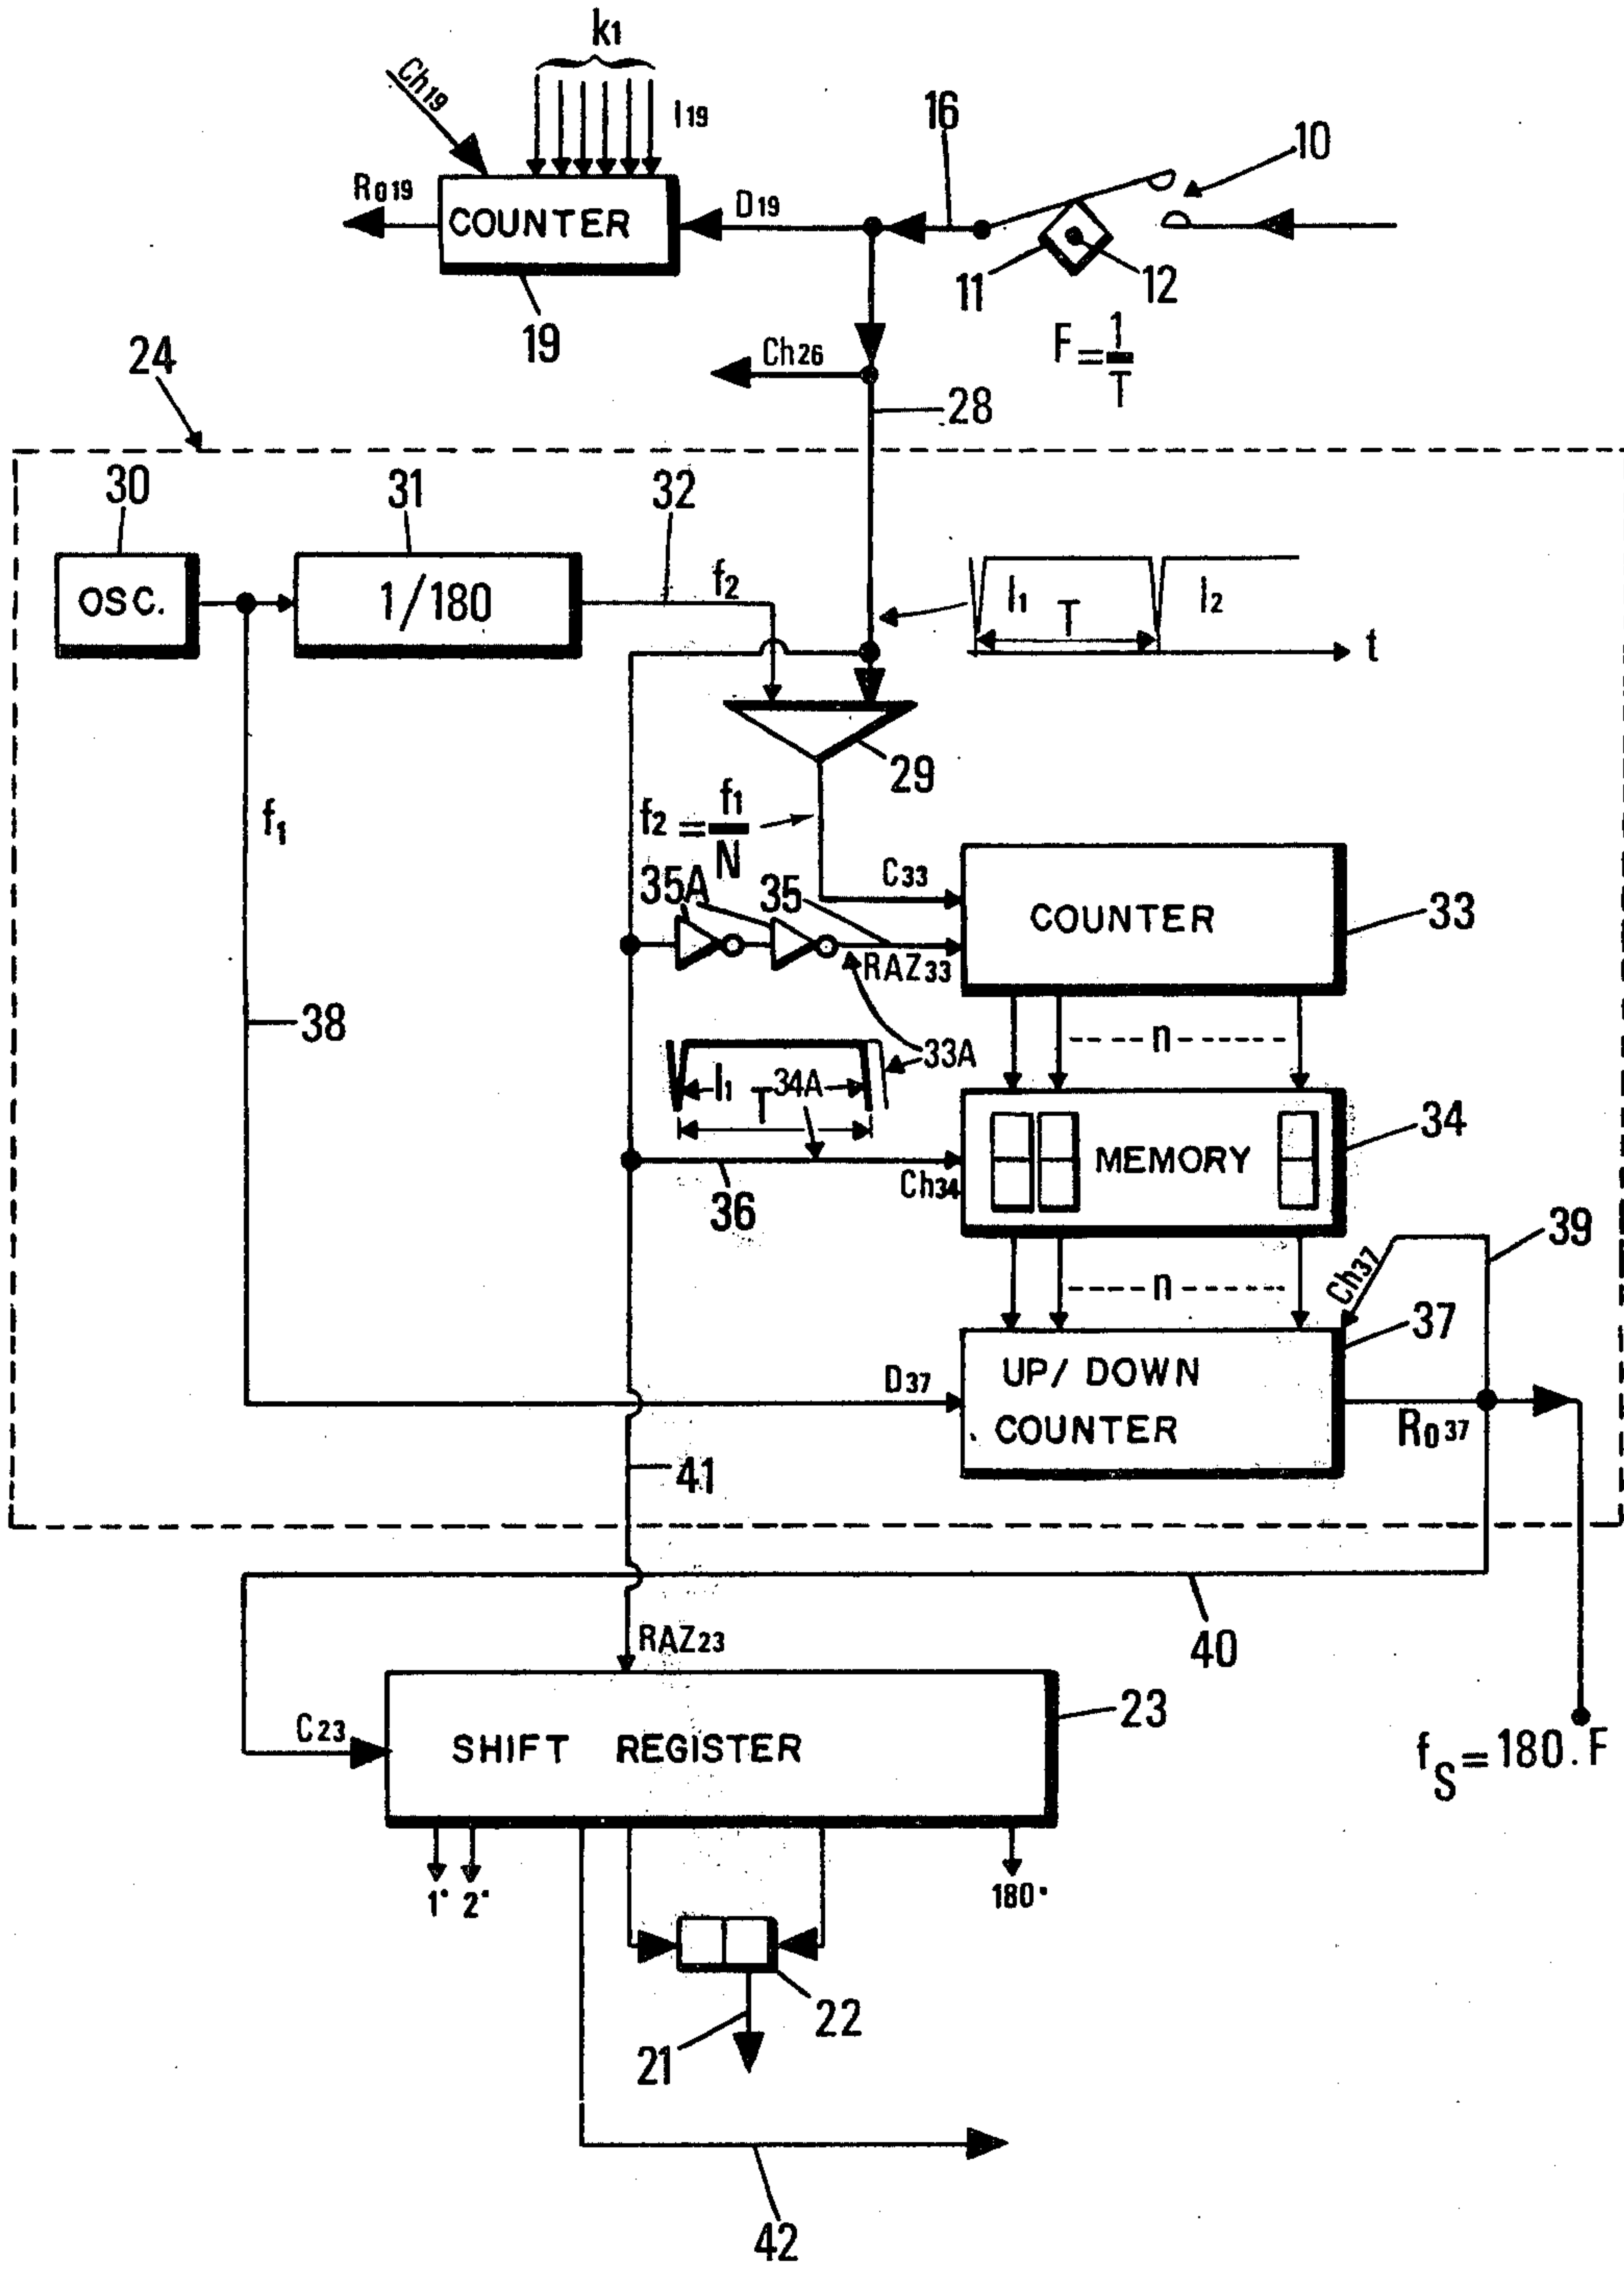 k1
Ch19
I19
16
10
R019
COUNTER
D19
11
12
19
F=1/T
24
Ch26
28
30
31
32
OSC.
1/180
f2
I1
T
I2
t
29
f1
f2=f1/N
C33
35A
35
COUNTER
33
RAZ33
38
n
33A
I1
T
34A
MEMORY
34
Ch34
36
39
n
Ch37
37
UP/DOWN
COUNTER
D37
R037
41
40
RAZ23
23
C23
SHIFT REGISTER
fS=180.F
1°
2°
180°
22
21
42